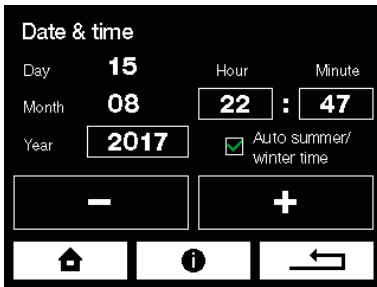 Date & time
Day 15 Hour Minute
Month 08 22 : 47
Year 2017 Auto summer/
winter time
− +